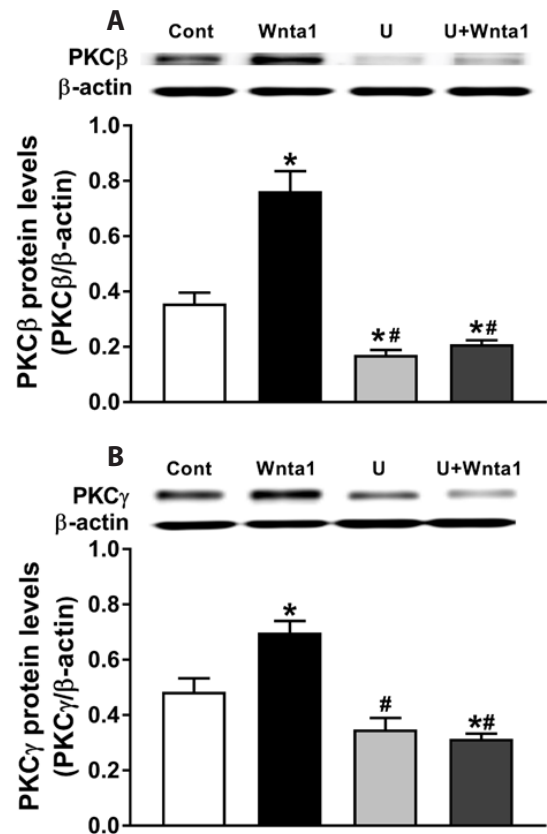 A
Cont Wnta1 U U+Wnta1
PKCβ
β-actin
PKCβ protein levels
(PKCβ/β-actin)
1.0
0.8
0.6
0.4
0.2
0.0
*
*#
*#
B
Cont Wnta1 U U+Wnta1
PKCγ
β-actin
PKCγ protein levels
(PKCγ/β-actin)
1.0
0.8
0.6
0.4
0.2
0.0
*
#
*#